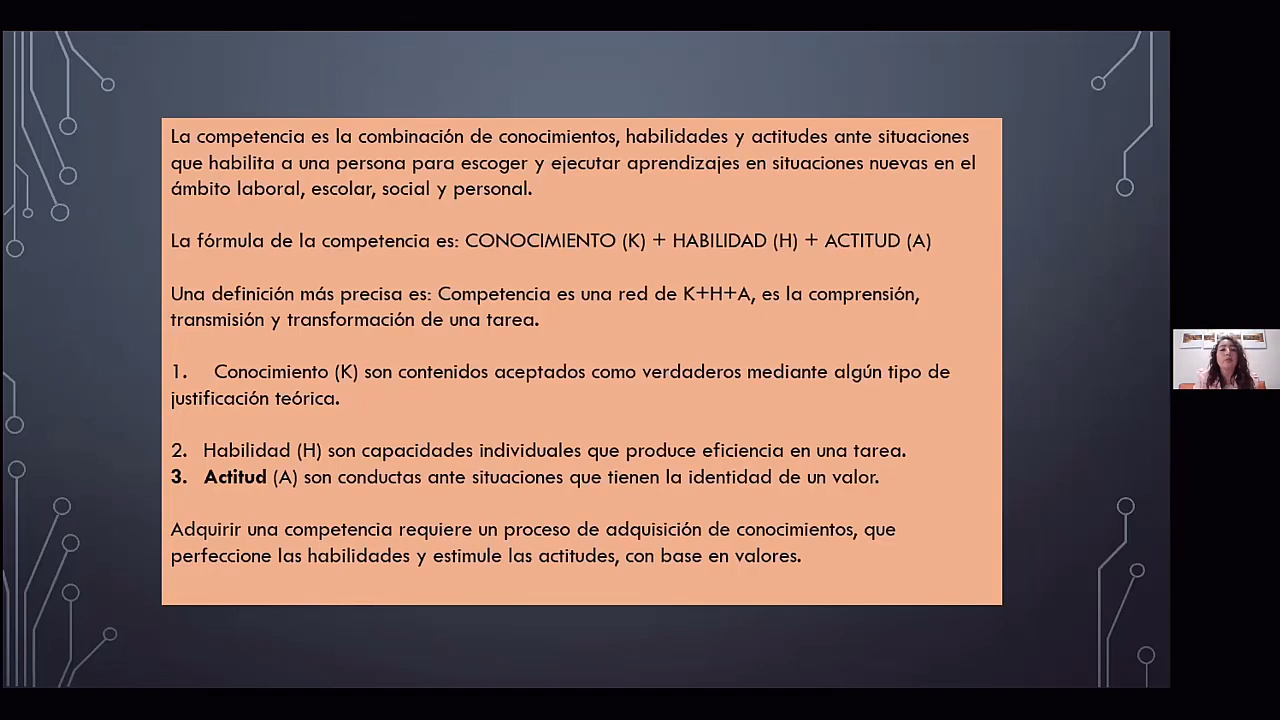 La competencia es la combinación de conocimientos, habilidades y actitudes ante situaciones
que habilita a una persona para escoger y ejecutar aprendizajes en situaciones nuevas en el
ámbito laboral, escolar, social y personal.
La fórmula de la competencia es: CONOCIMIENTO (K) + HABILIDAD (H) + ACTITUD (A)
Una definición más precisa es: Competencia es una red de K+H+A, es la comprensión,
transmisión y transformación de una tarea.
1. Conocimiento (K) son contenidos aceptados como verdaderos mediante algún tipo de
justificación teórica.
2. Habilidad (H) son capacidades individuales que produce eficiencia en una tarea.
3. Actitud (A) son conductas ante situaciones que tienen la identidad de un valor.
Adquirir una competencia requiere un proceso de adquisición de conocimientos, que
perfeccione las habilidades y estimule las actitudes, con base en valores.